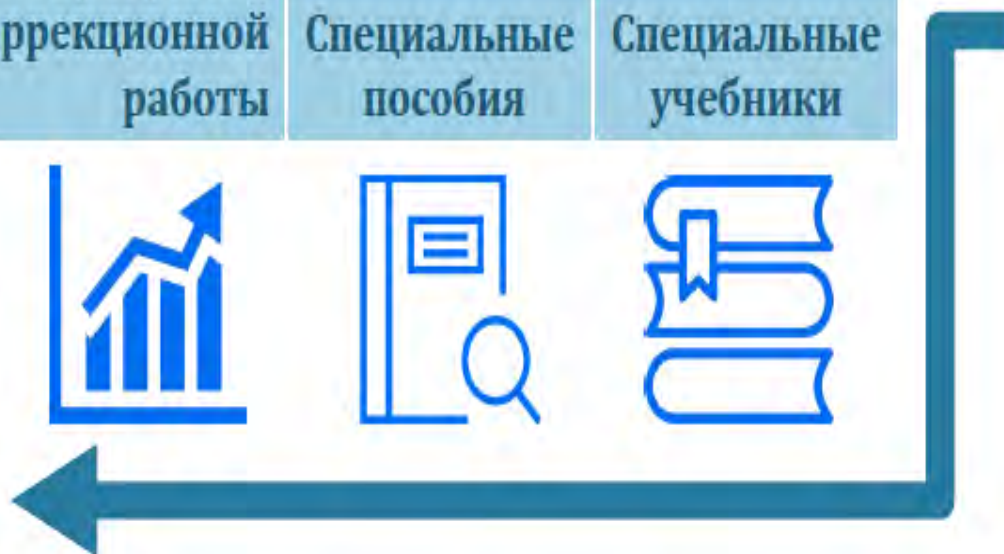 ррекционной
работы
Специальные
пособия
Специальные
учебники